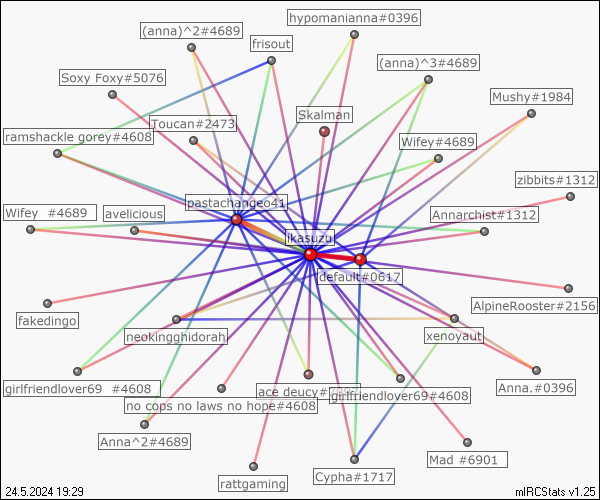 hypomanianna#0396
(anna)^2#4689
frisout
(anna)^3#4689
Soxy Foxy#5076
Mushy#1984
Skalman
Toucan#2473
ramshackle gorey#4608
Wifey#4689
zibbits#1312
pastachangeo41
Wifey #4689
avelicious
Annarchist#1312
ikasuzu
default#0617
AlpineRooster#2156
fakedingo
neokingghidorah
xenoyaut
girlfriendlover69 #4608
ace deucy#
girlfriendlover69#4608
Anna.#0396
no cops no laws no hope#4608
Anna^2#4689
Mad #6901
Cypha#1717
rattgaming
24.5.2024 19:29
mIRCStats v1.25